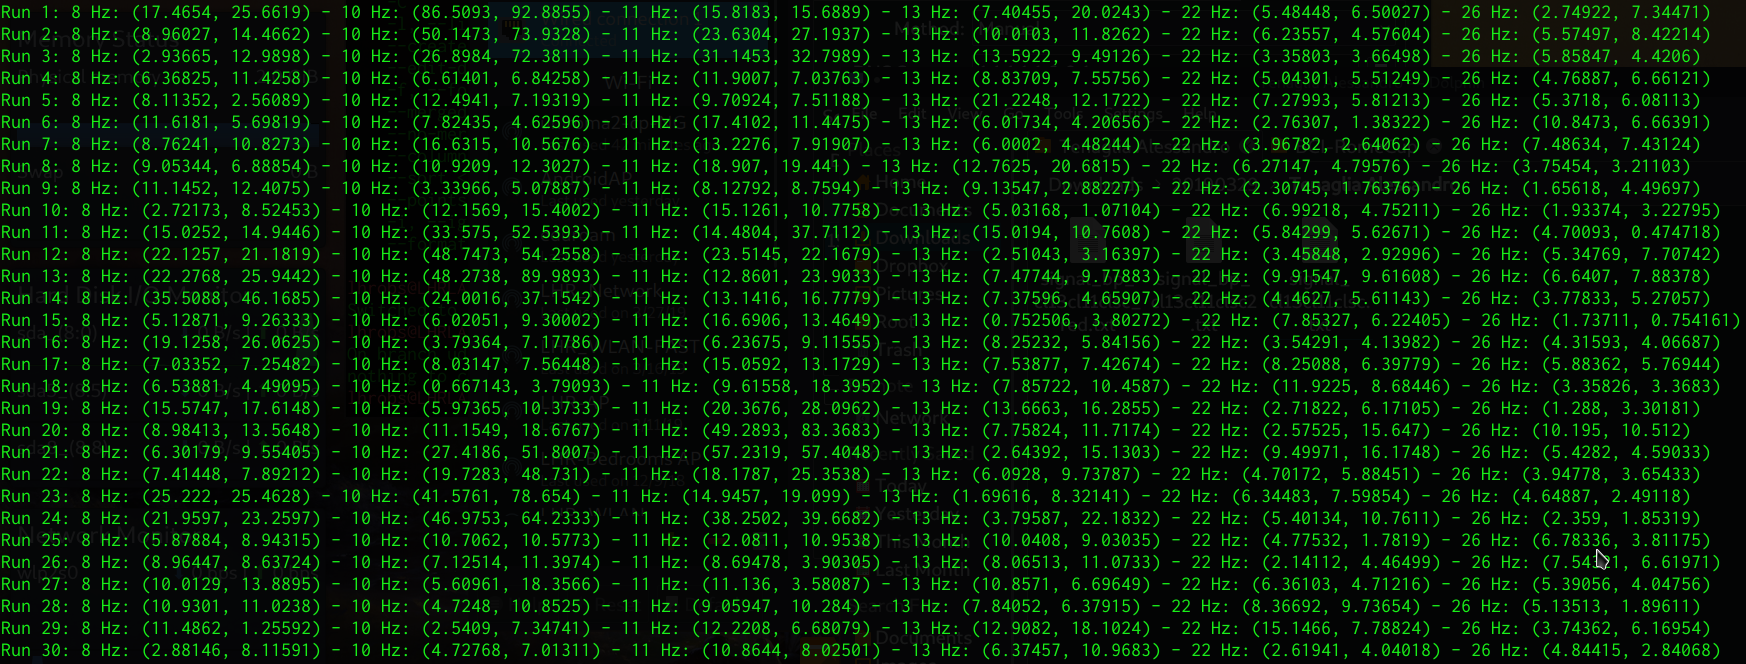 Run 1: 8 Hz: (17.4654, 25.6619) - 10 Hz: (86.5093, 92.8855) - 11 Hz: (15.8183, 15.6889) - 13 Hz: (7.40455, 20.0243) - 22 Hz: (5.48448, 6.50027) - 26 Hz: (2.74922, 7.34471)
Run 2: 8 Hz: (8.96027, 14.4662) - 10 Hz: (50.1473, 73.9328) - 11 Hz: (23.6304, 27.1937) - 13 Hz: (10.0103, 11.8262) - 22 Hz: (6.23557, 4.57604) - 26 Hz: (5.57497, 8.42214)
Run 3: 8 Hz: (2.93665, 12.9898) - 10 Hz: (26.8984, 72.3811) - 11 Hz: (31.1453, 32.7989) - 13 Hz: (13.5922, 9.49126) - 22 Hz: (3.35803, 3.66498) - 26 Hz: (5.85847, 4.4206)
Run 4: 8 Hz: (6.36825, 11.4258) - 10 Hz: (6.61401, 6.84258) - 11 Hz: (11.9007, 7.03763) - 13 Hz: (8.83709, 7.55756) - 22 Hz: (5.04301, 5.51249) - 26 Hz: (4.76887, 6.66121)
Run 5: 8 Hz: (8.11352, 2.56089) - 10 Hz: (12.4941, 7.19319) - 11 Hz: (9.70924, 7.51188) - 13 Hz: (21.2248, 12.1722) - 22 Hz: (7.27993, 5.81213) - 26 Hz: (5.3718, 6.08113)
Run 6: 8 Hz: (11.6181, 5.69819) - 10 Hz: (7.82435, 4.62596) - 11 Hz: (17.4102, 11.4475) - 13 Hz: (6.01734, 4.20656) - 22 Hz: (2.76307, 1.38322) - 26 Hz: (10.8473, 6.66391)
Run 7: 8 Hz: (8.76241, 10.8273) - 10 Hz: (16.6315, 10.5676) - 11 Hz: (13.2276, 7.91907) - 13 Hz: (6.0002, 4.48244) - 22 Hz: (3.96782, 2.64062) - 26 Hz: (7.48634, 7.43124)
Run 8: 8 Hz: (9.05344, 6.88854) - 10 Hz: (10.9209, 12.3027) - 11 Hz: (18.907, 19.441) - 13 Hz: (12.7625, 20.6815) - 22 Hz: (6.27147, 4.79576) - 26 Hz: (3.75454, 3.21103)
Run 9: 8 Hz: (11.1452, 12.4075) - 10 Hz: (3.33966, 5.07887) - 11 Hz: (8.12792, 8.7594) - 13 Hz: (9.13547, 9.88227) - 22 Hz: (2.30745, 1.76376) - 26 Hz: (1.65618, 4.49697)
Run 10: 8 Hz: (2.72173, 8.52453) - 10 Hz: (12.1569, 15.4002) - 11 Hz: (15.1261, 10.7758) - 13 Hz: (5.03168, 1.07104) - 22 Hz: (6.99218, 4.75211) - 26 Hz: (1.93374, 3.22795)
Run 11: 8 Hz: (15.0252, 14.9446) - 10 Hz: (33.575, 52.5393) - 11 Hz: (14.4804, 37.7112) - 13 Hz: (15.0194, 10.7608) - 22 Hz: (5.84299, 5.62671) - 26 Hz: (4.70093, 0.474718)
Run 12: 8 Hz: (22.1257, 21.1819) - 10 Hz: (48.7473, 54.2558) - 11 Hz: (23.5145, 22.1679) - 13 Hz: (2.51043, 3.16397) - 22 Hz: (3.45848, 2.92996) - 26 Hz: (5.34769, 7.70742)
Run 13: 8 Hz: (22.2768, 25.9442) - 10 Hz: (48.2738, 89.9893) - 11 Hz: (12.8601, 23.9033) - 13 Hz: (7.47744, 9.77883) - 22 Hz: (9.91547, 9.61608) - 26 Hz: (6.6407, 7.88378)
Run 14: 8 Hz: (35.5088, 46.1685) - 10 Hz: (24.0016, 37.1542) - 11 Hz: (13.1416, 16.7779) - 13 Hz: (7.37596, 4.65907) - 22 Hz: (4.4627, 5.61143) - 26 Hz: (3.77833, 5.27057)
Run 15: 8 Hz: (5.12871, 9.26333) - 10 Hz: (6.02051, 9.30002) - 11 Hz: (16.6906, 13.4649) - 13 Hz: (0.752506, 3.80272) - 22 Hz: (7.85327, 6.22405) - 26 Hz: (1.73711, 0.754161)
Run 16: 8 Hz: (19.1258, 26.0625) - 10 Hz: (3.79364, 7.17786) - 11 Hz: (6.23675, 9.11555) - 13 Hz: (8.25232, 5.84156) - 22 Hz: (3.54291, 4.13982) - 26 Hz: (4.31593, 4.06687)
Run 17: 8 Hz: (7.03352, 7.25482) - 10 Hz: (8.03147, 7.56448) - 11 Hz: (15.0592, 13.1729) - 13 Hz: (7.53877, 7.42674) - 22 Hz: (8.25088, 6.39779) - 26 Hz: (5.88362, 5.76944)
Run 18: 8 Hz: (6.53881, 4.49095) - 10 Hz: (0.667143, 3.79093) - 11 Hz: (9.61558, 18.3952) - 13 Hz: (7.85722, 10.4587) - 22 Hz: (11.9225, 8.68446) - 26 Hz: (3.35826, 3.3683)
Run 19: 8 Hz: (15.5747, 17.6148) - 10 Hz: (5.97365, 10.3733) - 11 Hz: (20.3676, 28.0962) - 13 Hz: (13.6663, 16.2855) - 22 Hz: (2.71822, 6.17105) - 26 Hz: (1.288, 3.30181)
Run 20: 8 Hz: (8.98413, 13.5648) - 10 Hz: (11.1549, 18.6767) - 11 Hz: (49.2893, 83.3683) - 13 Hz: (7.75824, 11.7174) - 22 Hz: (2.57525, 15.647) - 26 Hz: (10.195, 10.512)
Run 21: 8 Hz: (6.30179, 9.55405) - 10 Hz: (27.4186, 51.8007) - 11 Hz: (57.2319, 57.4048) - 13 Hz: (2.64392, 15.1303) - 22 Hz: (9.49971, 16.1748) - 26 Hz: (5.4282, 4.59033)
Run 22: 8 Hz: (7.41448, 7.89212) - 10 Hz: (19.7283, 48.731) - 11 Hz: (18.1787, 25.3538) - 13 Hz: (6.0928, 9.73787) - 22 Hz: (4.70172, 5.88451) - 26 Hz: (3.94778, 3.65433)
Run 23: 8 Hz: (25.222, 25.4628) - 10 Hz: (41.5761, 78.654) - 11 Hz: (14.9457, 19.099) - 13 Hz: (1.69616, 8.32141) - 22 Hz: (6.34483, 7.59854) - 26 Hz: (4.64887, 2.49118)
Run 24: 8 Hz: (21.9597, 23.2597) - 10 Hz: (46.9753, 64.2333) - 11 Hz: (38.2502, 39.6682) - 13 Hz: (3.79587, 22.1832) - 22 Hz: (5.40134, 10.7611) - 26 Hz: (2.359, 1.85319)
Run 25: 8 Hz: (5.87884, 8.94315) - 10 Hz: (10.7062, 10.5773) - 11 Hz: (12.0811, 10.9538) - 13 Hz: (10.0408, 9.03035) - 22 Hz: (4.77532, 1.7819) - 26 Hz: (6.78336, 3.81175)
Run 26: 8 Hz: (8.96447, 8.63724) - 10 Hz: (7.12514, 11.3974) - 11 Hz: (8.69478, 3.90305) - 13 Hz: (8.06513, 11.0733) - 22 Hz: (2.14112, 4.46499) - 26 Hz: 6.61971)
Run 27: 8 Hz: (10.0129, 13.8895) - 10 Hz: (5.60961, 18.3566) - 11 Hz: (11.136, 3.58087) - 13 Hz: (10.8571, 6.69649) - 22 Hz: (6.36103, 4.71216) - 26 Hz: (5.39056, 4.04756)
Run 28: 8 Hz: (10.9301, 11.0238) - 10 Hz: (4.7248, 10.8525) - 11 Hz: (9.05947, 10.284) - 13 Hz: (7.84052, 6.37915) - 22 Hz: (8.36692, 9.73654) - 26 Hz: (5.13513, 1.89611)
Run 29: 8 Hz: (11.4862, 1.25592) - 10 Hz: (2.5409, 7.34741) - 11 Hz: (12.2208, 6.68079) - 13 Hz: (12.9082, 18.1024) - 22 Hz: (15.1466, 7.78824) - 26 Hz: (3.74362, 6.16954)
Run 30: 8 Hz: (2.88146, 8.11591) - 10 Hz: (4.72768, 7.01311) - 11 Hz: (10.8644, 8.02501) - 13 Hz: (6.37457, 10.9683) - 22 Hz: (2.61941, 4.04018) - 26 Hz: (4.84415, 2.84068)